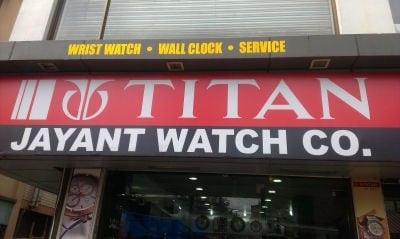 WRIST WATCH • WALL CLOCK • SERVICE
TITAN
JAYANT WATCH CO.